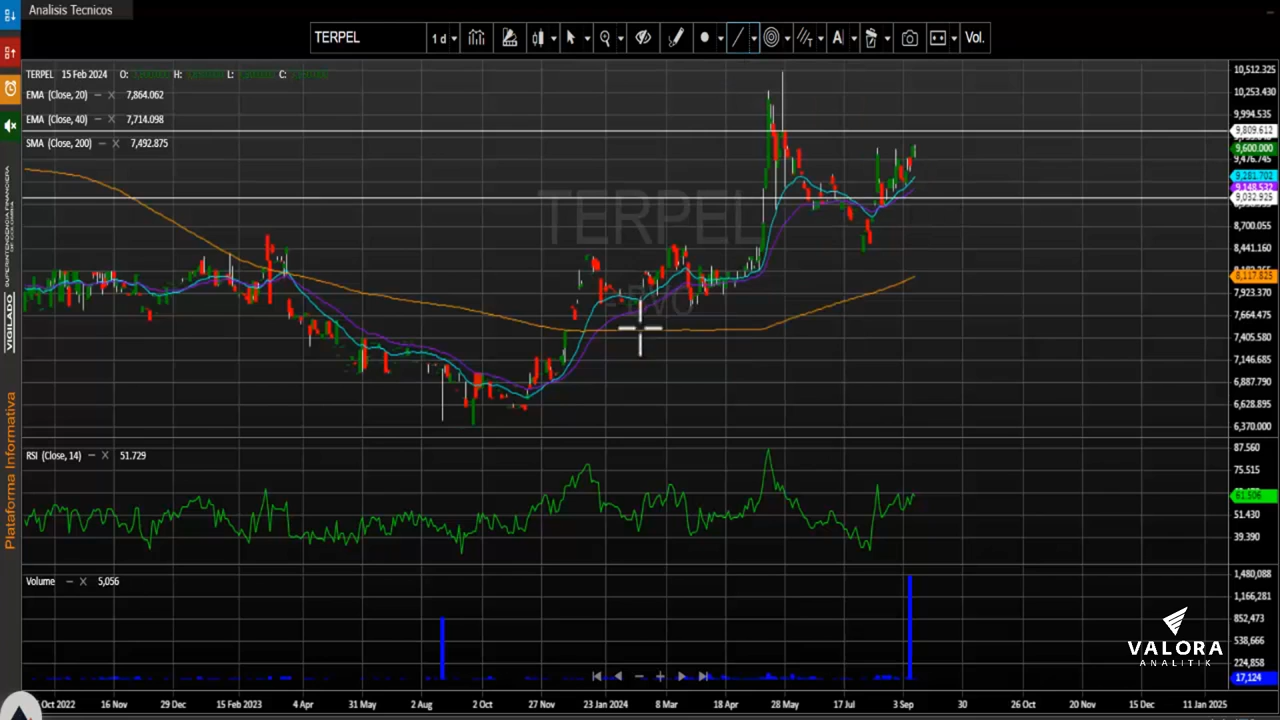 Analisis Tecnicos
TERPEL
1 d
A
Vol.
TERPEL 15 Feb 2024 O: H: L: C:
EMA (Close, 20) — X 7,864.062
EMA (Close, 40) — X 7,714.098
SMA (Close, 200) — X 7,492.875
TERPEL
10,512.325
10,253.430
9,994.535
9,809.612
9,600.000
9,476.745
9,281.702
9,148.532
9,032.925
8,700.055
8,441.160
8,117.825
7,923.370
7,664.475
7,405.580
7,146.685
6,887.790
6,628.895
6,370.000
RSI (Close, 14) — X 51.729
87.560
75.515
61.506
51.430
39.390
Volume — X 5,056
1,480,088
1,166,281
852,473
538,666
224,858
17,124
Oct 2022 16 Nov 29 Dec 15 Feb 2023 4 Apr 31 May 2 Aug 2 Oct 27 Nov 23 Jan 2024 8 Mar 18 Apr 28 May 17 Jul 3 Sep 30 26 Oct 20 Nov 11 Jan 2025
VIGILADO
SUPERINTENDENCIA FINANCIERA
DE COLOMBIA
Plataforma Informativa
VALORA
ANALITIK